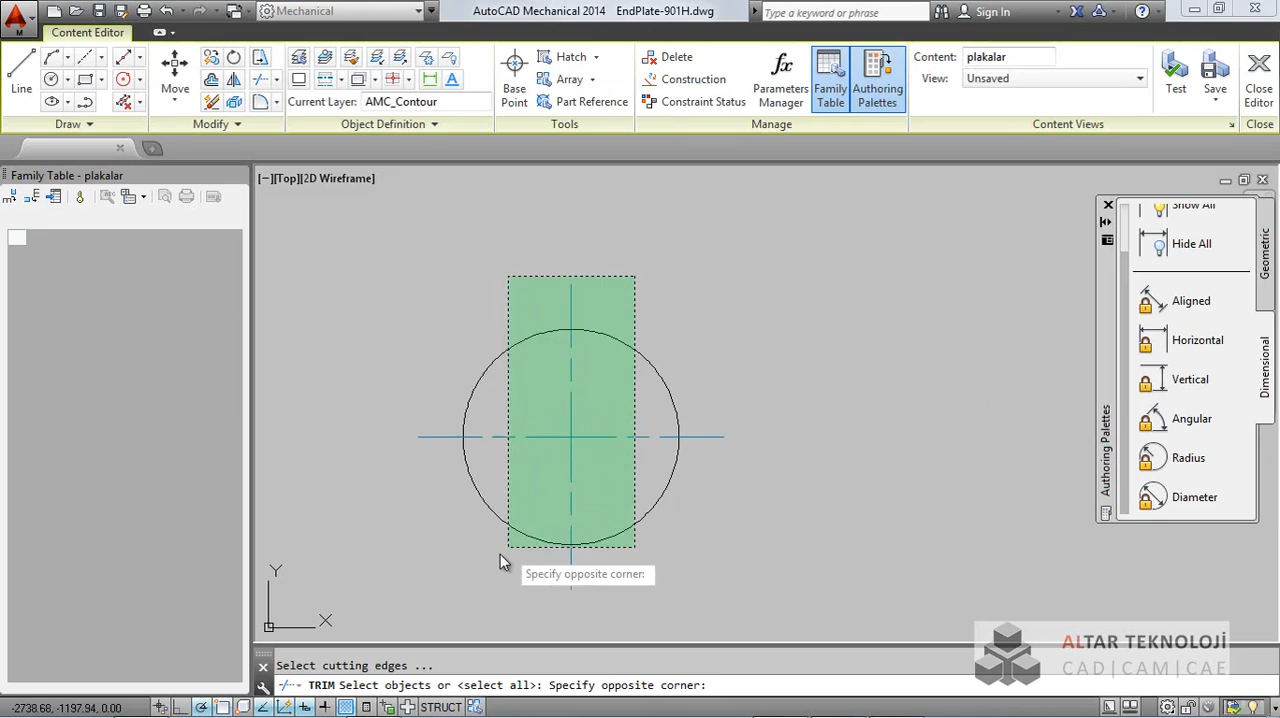 Mechanical
AutoCAD Mechanical 2014 EndPlate-901H.dwg
Type a keyword or phrase
Sign In
Content Editor
Line
Move
Current Layer: AMC_Contour
Base Point
Hatch
Array
Part Reference
Delete
Construction
Constraint Status
Parameters Manager
Family Table
Authoring Palettes
Content: plakalar
View: Unsaved
Test
Save
Close Editor
Draw
Modify
Object Definition
Tools
Manage
Content Views
Close
Family Table - plakalar
[−][Top][2D Wireframe]
Show All
Hide All
Aligned
Horizontal
Vertical
Angular
Radius
Diameter
Geometric
Dimensional
Authoring Palettes
Specify opposite corner:
Y
X
ALTAR TEKNOLOJİ
CAD|CAM|CAE
Select cutting edges ...
TRIM Select objects or <select all>: Specify opposite corner:
-2738.68, -1197.94, 0.00
STRUCT